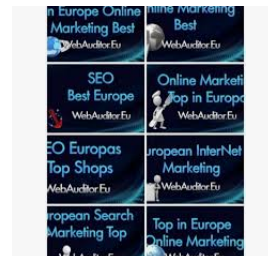 n Europe Online
Marketing Best
WebAuditor.Eu
nline Marketing
Best
WebAuditor.Eu
SEO
Best Europe
WebAuditor.Eu
Online Marketi
Top in Europ
WebAuditor.Eu
EO Europas
Top Shops
WebAuditor.Eu
uropean InterNet
Marketing
WebAuditor.Eu
uropean Search
Marketing Top
Top in Europe
Online Marketing